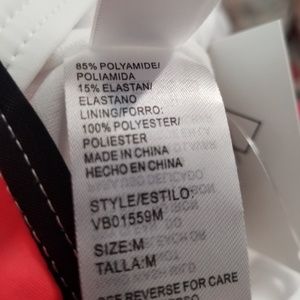 85% POLYAMIDE/
POLIAMIDA
15% ELASTAN/
ELASTANO
LINING/FORRO:
100% POLYESTER/
POLIESTER
MADE IN CHINA
HECHO EN CHINA
STYLE/ESTILO:
VB01559M
SIZE:M
TALLA:M
SEE REVERSE FOR CARE